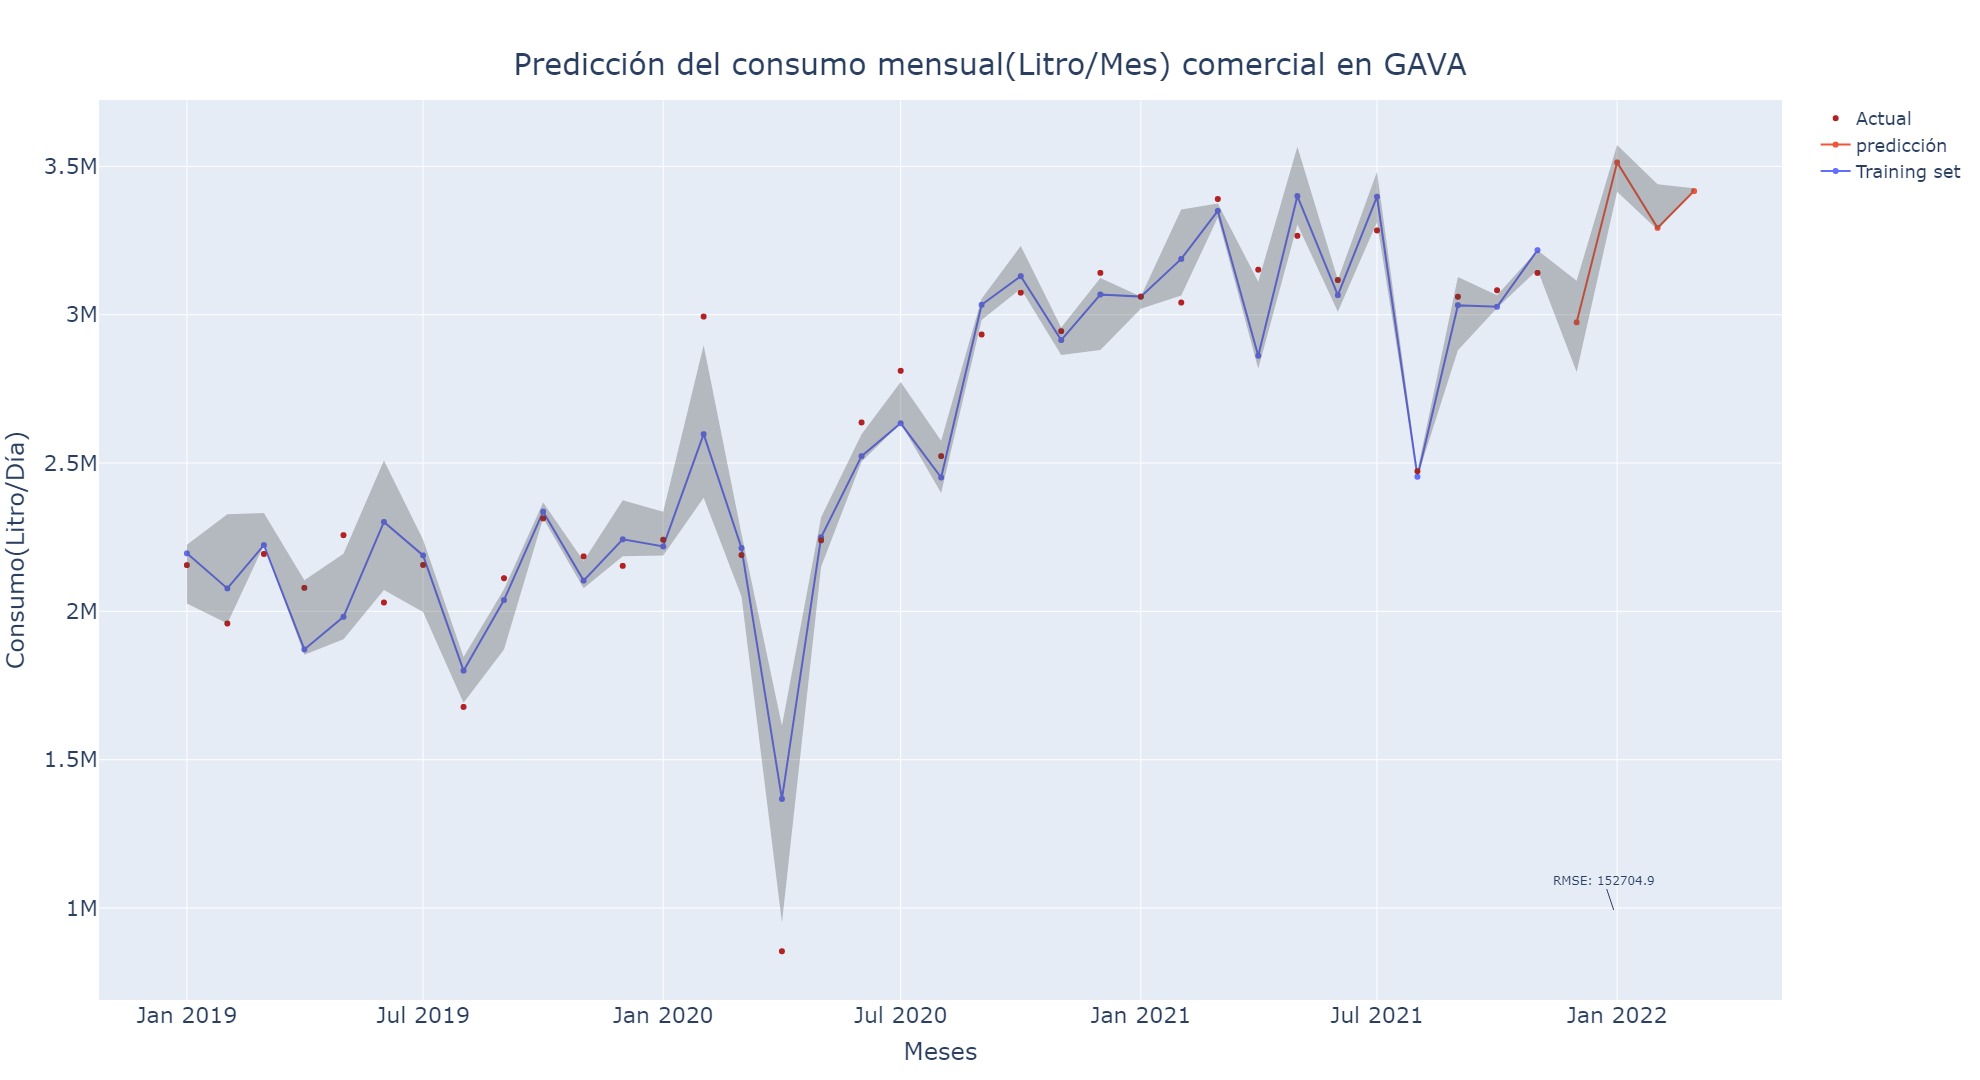 Predicción del consumo mensual(Litro/Mes) comercial en GAVA
Actual
predicción
Training set
3.5M
3M
2.5M
2M
1.5M
1M
Consumo(Litro/Día)
RMSE: 152704.9
Jan 2019
Jul 2019
Jan 2020
Jul 2020
Jan 2021
Jul 2021
Jan 2022
Meses